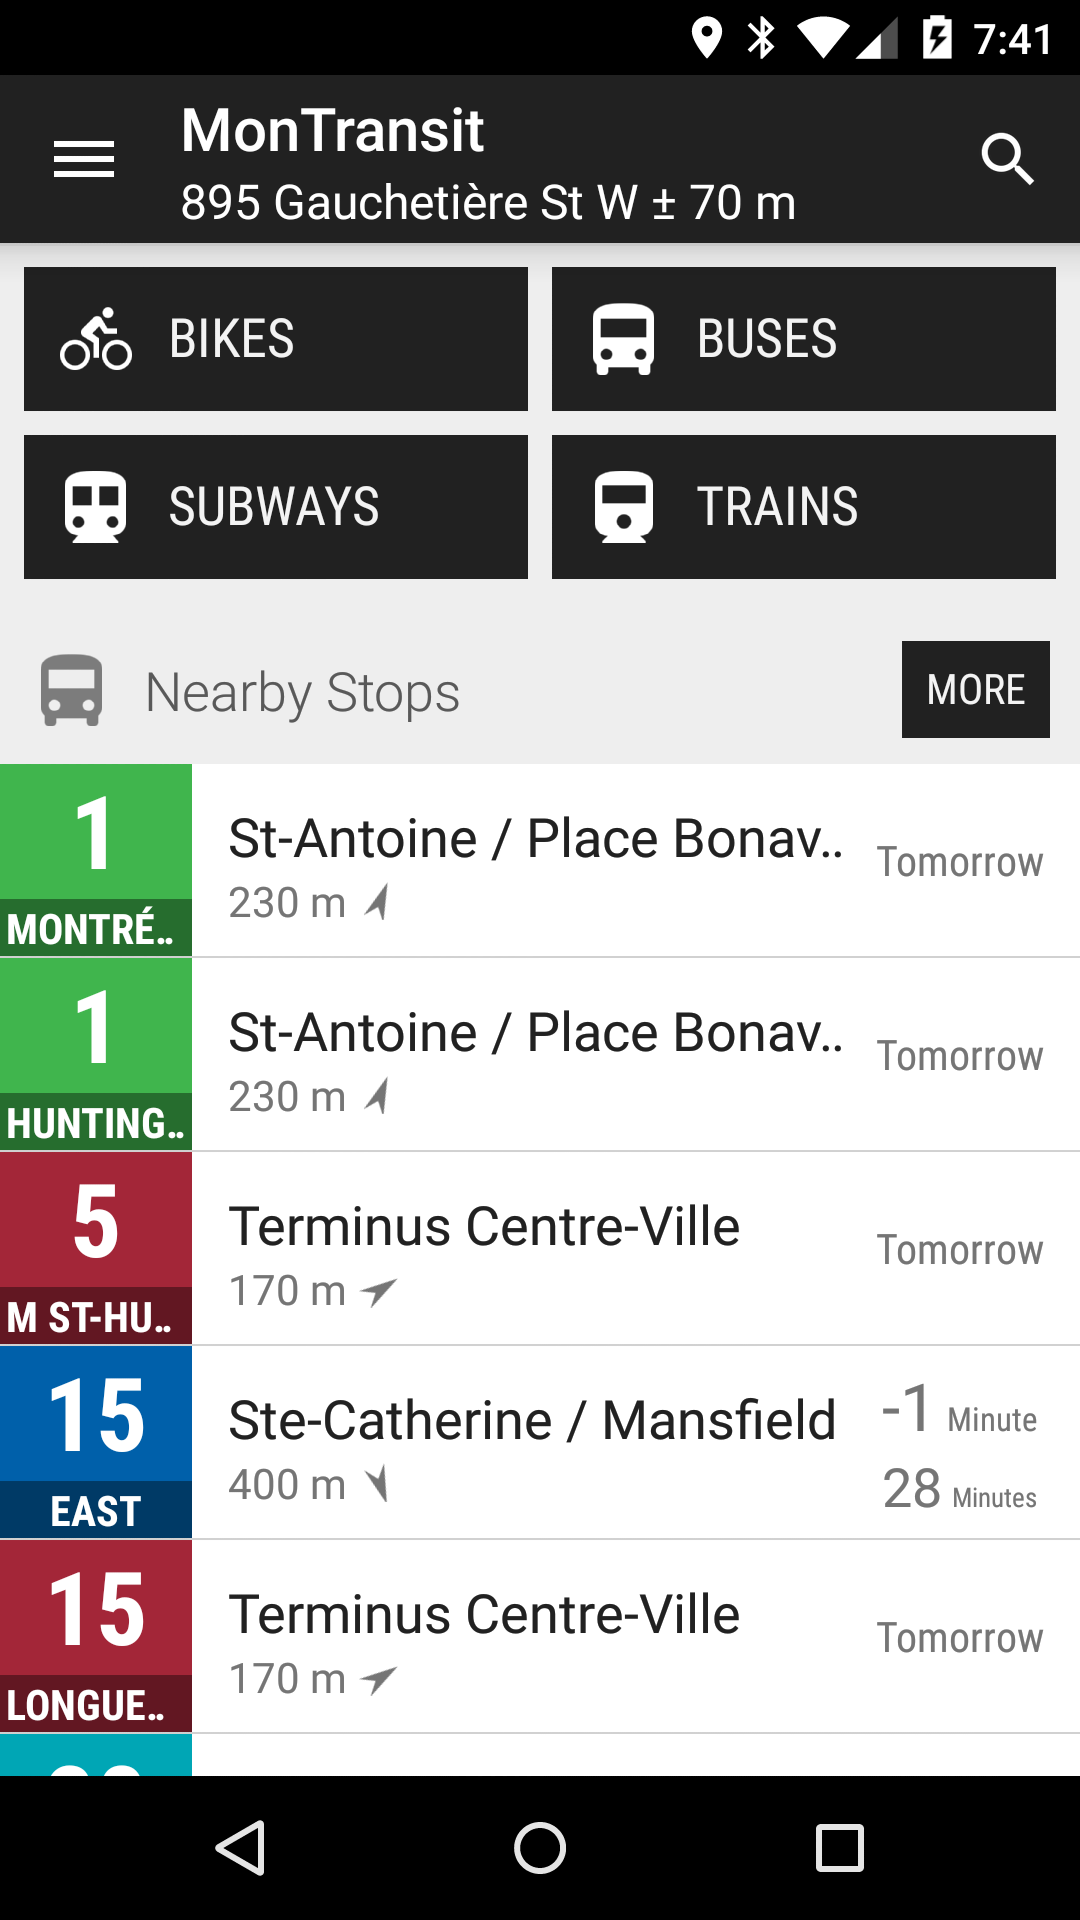 7:41
MonTransit
895 Gauchetière St W ± 70 m
BIKES
BUSES
SUBWAYS
TRAINS
Nearby Stops
MORE
1
MONTRÉ..
St-Antoine / Place Bonav..
230 m
Tomorrow
1
HUNTING..
St-Antoine / Place Bonav..
230 m
Tomorrow
5
M ST-HU..
Terminus Centre-Ville
170 m
Tomorrow
15
EAST
Ste-Catherine / Mansfield
400 m
-1 Minute
28 Minutes
15
LONGUE..
Terminus Centre-Ville
170 m
Tomorrow